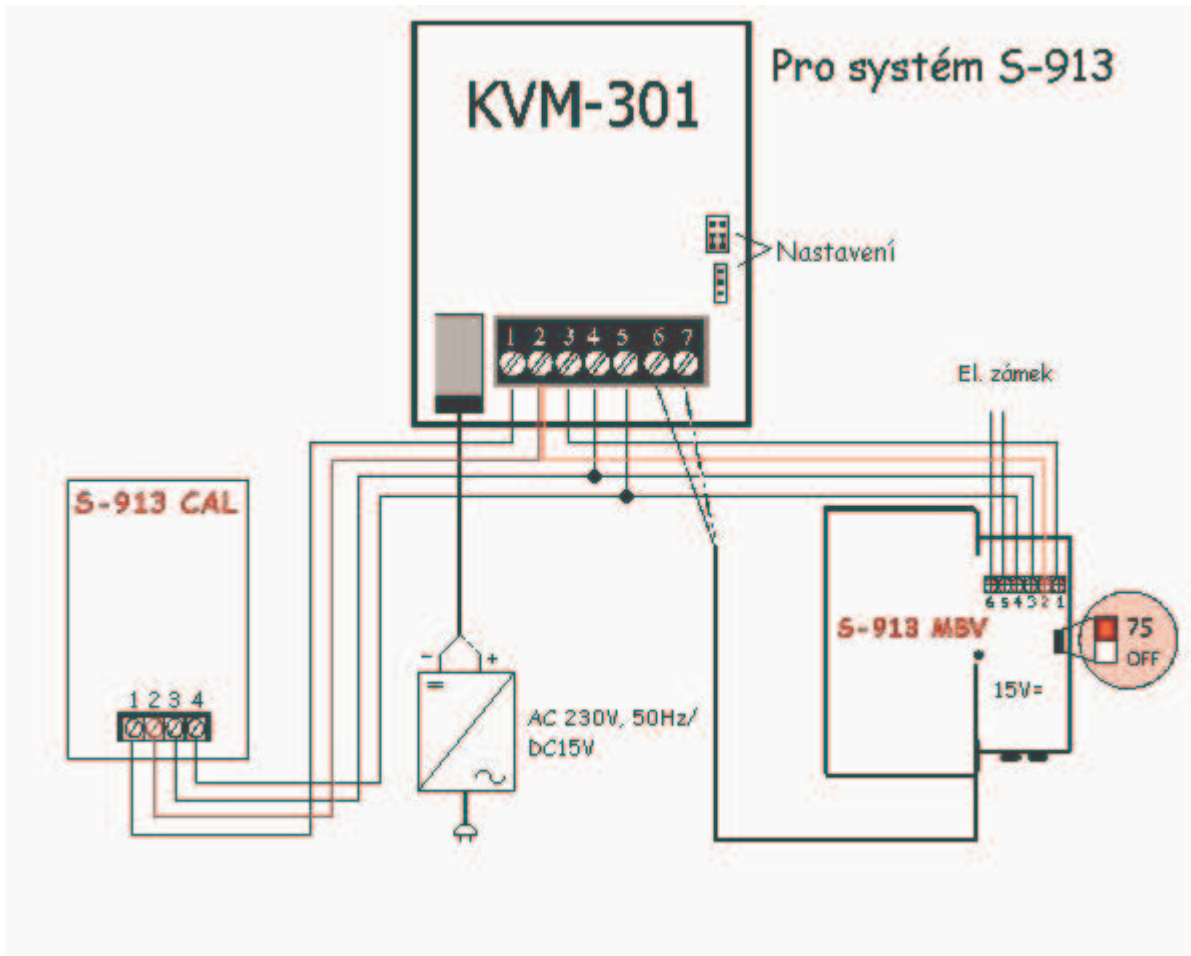 Pro systém S-913
KVM-301
Nastavení
1 2 3 4 5 6 7
El. zámek
S-913 CAL
6 5 4 3 2 1
S-913 MBV
75
OFF
15V=
1 2 3 4
- +
=
AC 230V, 50Hz/
DC15V
~